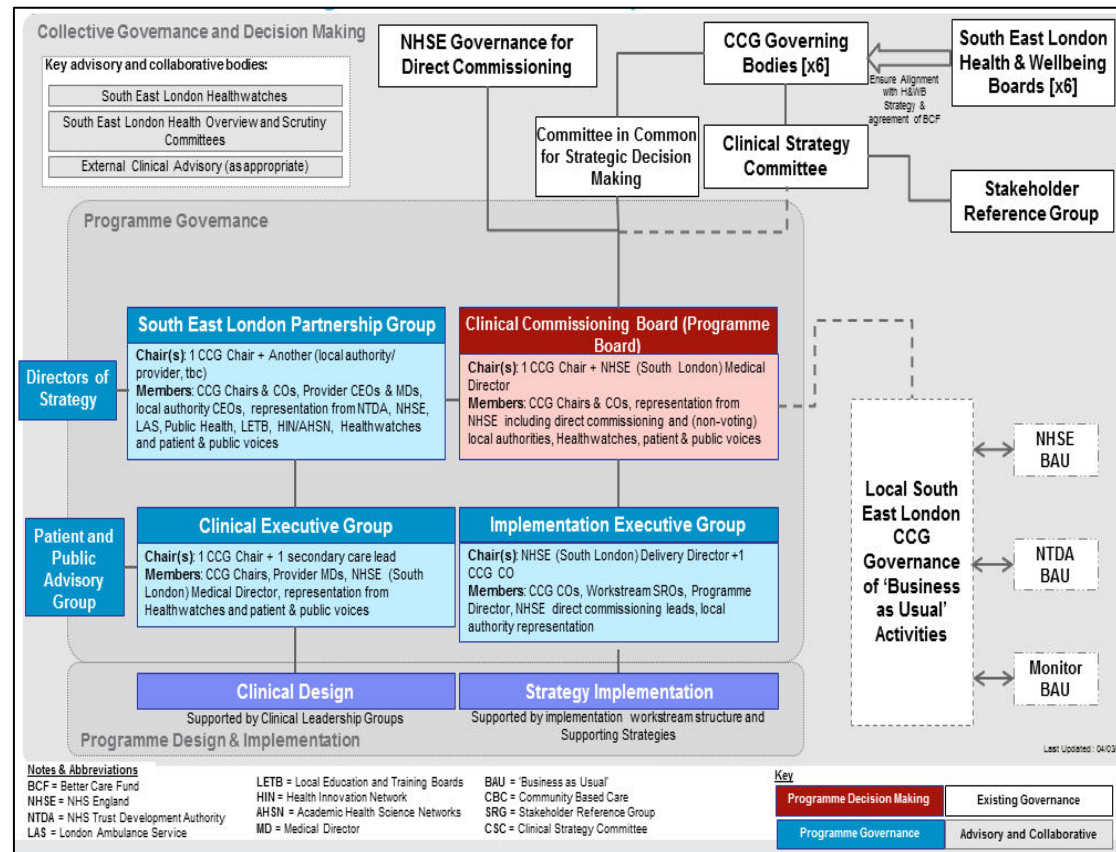 Collective Governance and Decision Making
Key advisory and collaborative bodies:
South East London Healthwatches
South East London Health Overview and Scrutiny
Committees
External Clinical Advisory (as appropriate)
NHSE Governance for
Direct Commissioning
CCG Governing
Bodies [x6]
Ensure Alignment
with H&WB
Strategy &
agreement of BCF
South East London
Health & Wellbeing
Boards [x6]
Committee in Common
for Strategic Decision
Making
Clinical Strategy
Committee
Stakeholder
Reference Group
Programme Governance
Directors of
Strategy
South East London Partnership Group
Chair(s): 1 CCG Chair + Another (local authority/
provider, tbc)
Members: CCG Chairs & COs, Provider CEOs & MDs,
local authority CEOs, representation from NTDA, NHSE,
LAS, Public Health, LETB, HIN/AHSN, Healthwatches
and patient & public voices
Clinical Commissioning Board (Programme
Board)
Chair(s): 1 CCG Chair + NHSE (South London) Medical
Director
Members: CCG Chairs & COs, representation from
NHSE including direct commissioning and (non-voting)
local authorities, Healthwatches, patient & public voices
Patient and
Public
Advisory
Group
Clinical Executive Group
Chair(s): 1 CCG Chair + 1 secondary care lead
Members: CCG Chairs, Provider MDs, NHSE (South
London) Medical Director, representation from
Healthwatches and patient & public voices
Implementation Executive Group
Chair(s): NHSE (South London) Delivery Director +1
CCG CO
Members: CCG COs, Workstream SROs, Programme
Director, NHSE direct commissioning leads, local
authority representation
Local South
East London
CCG
Governance
of 'Business
as Usual'
Activities
NHSE
BAU
NTDA
BAU
Monitor
BAU
Clinical Design
Supported by Clinical Leadership Groups
Strategy Implementation
Supported by implementation workstream structure and
Supporting Strategies
Programme Design & Implementation
Last Updated : 04/03
Notes & Abbreviations
BCF = Better Care Fund
NHSE = NHS England
NTDA = NHS Trust Development Authority
LAS = London Ambulance Service
LETB = Local Education and Training Boards
HIN = Health Innovation Network
AHSN = Academic Health Science Networks
MD = Medical Director
BAU = 'Business as Usual'
CBC = Community Based Care
SRG = Stakeholder Reference Group
CSC = Clinical Strategy Committee
Key
Programme Decision Making
Existing Governance
Programme Governance
Advisory and Collaborative